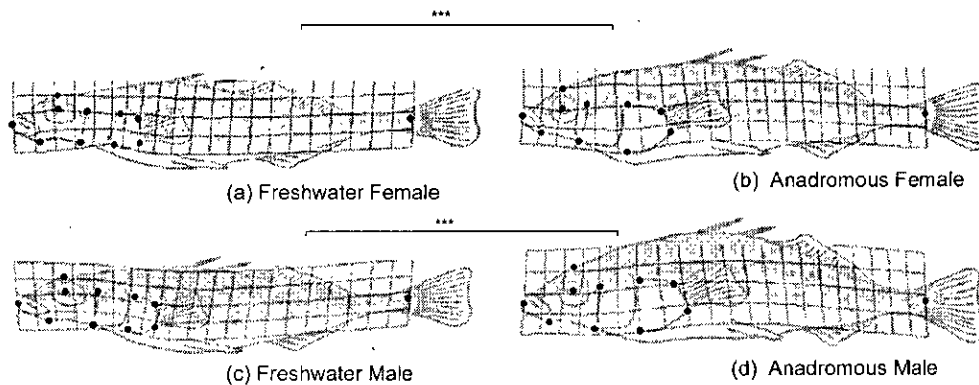 ***
(a) Freshwater Female
(b) Anadromous Female
***
(c) Freshwater Male
(d) Anadromous Male